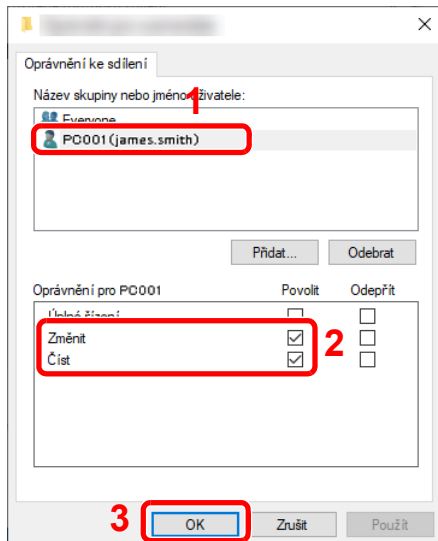 Oprávnění ke sdílení
Název skupiny nebo jméno uživatele:
1
Everyone
PC001(james.smith)
Přidat...
Odebrat
Oprávnění pro PC001 Povolit Odepřít
Úplné řízení
Změnit
2
Číst
3
OK
Zrušit
Použít